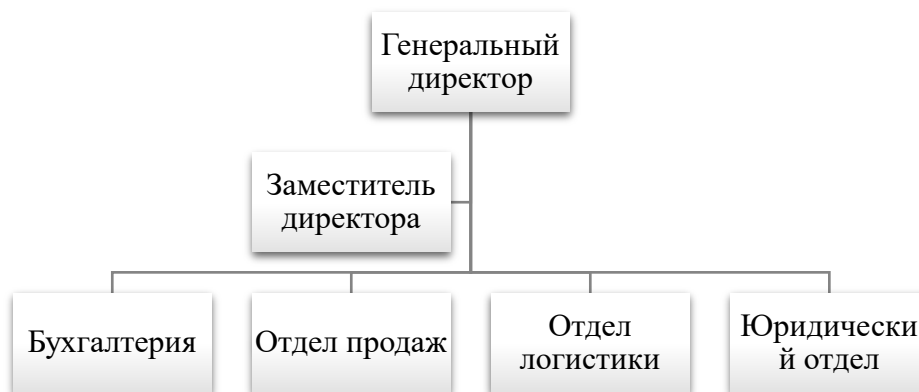 Генеральный
директор
Заместитель
директора
Бухгалтерия
Отдел продаж
Отдел
логистики
Юридически
й отдел